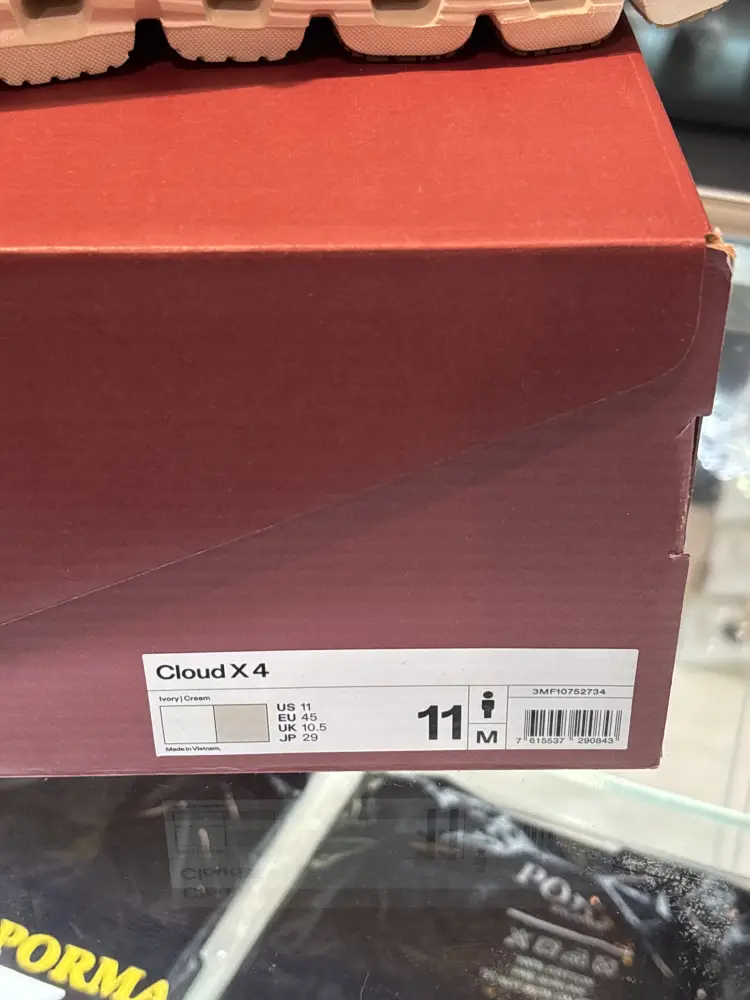 Cloud X 4
Ivory | Cream
US 11
EU 45
UK 10.5
JP 29
Made in Vietnam.
11
M
3MF10752734
7 615537 290843
PORMA